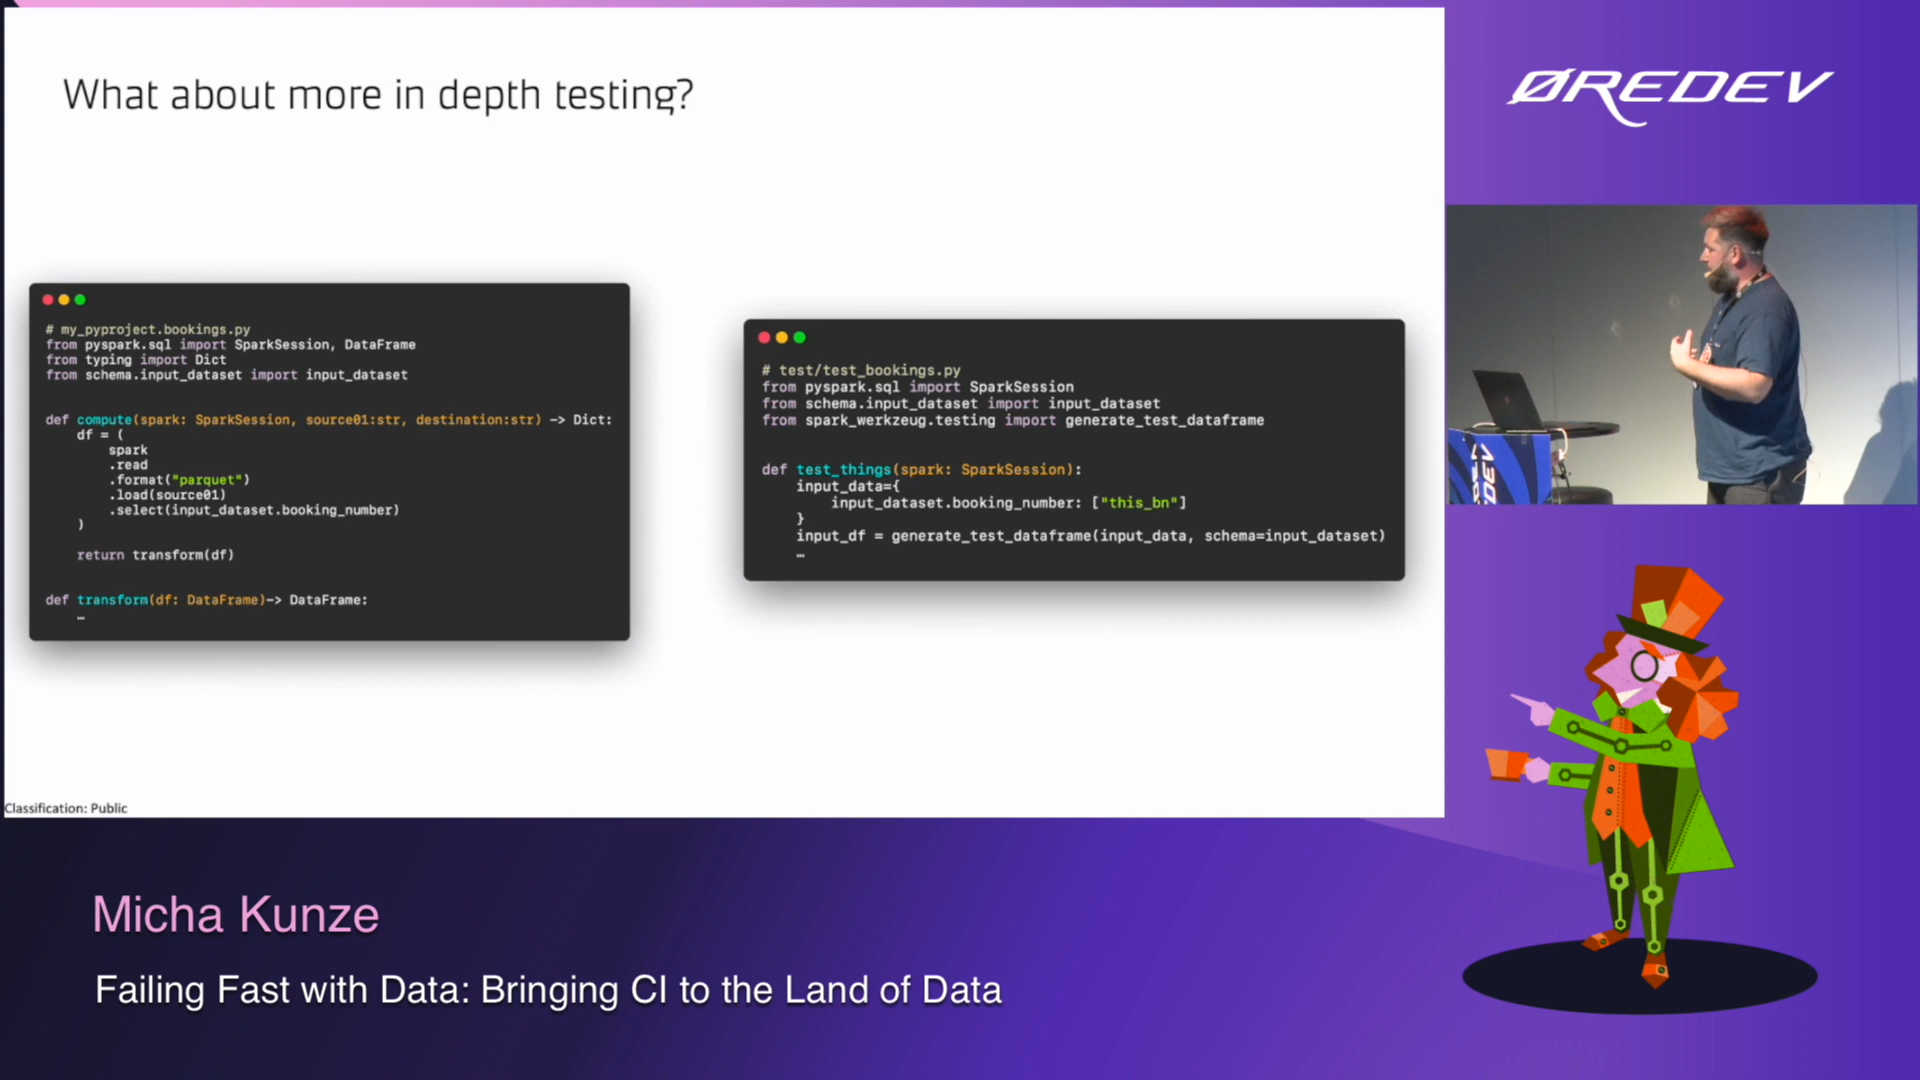 What about more in depth testing?
# my_pyproject.bookings.py
from pyspark.sql import SparkSession, DataFrame
from typing import Dict
from schema.input_dataset import input_dataset
def compute(spark: SparkSession, source01:str, destination:str) -> Dict:
df = (
spark
.read
.format("parquet")
.load(source01)
.select(input_dataset.booking_number)
)
return transform(df)
def transform(df: DataFrame)-> DataFrame:
…
# test/test_bookings.py
from pyspark.sql import SparkSession
from schema.input_dataset import input_dataset
from spark_werkzeug.testing import generate_test_dataframe
def test_things(spark: SparkSession):
input_data={
input_dataset.booking_number: ["this_bn"]
}
input_df = generate_test_dataframe(input_data, schema=input_dataset)
…
Classification: Public
ØREDEV
Micha Kunze
Failing Fast with Data: Bringing CI to the Land of Data